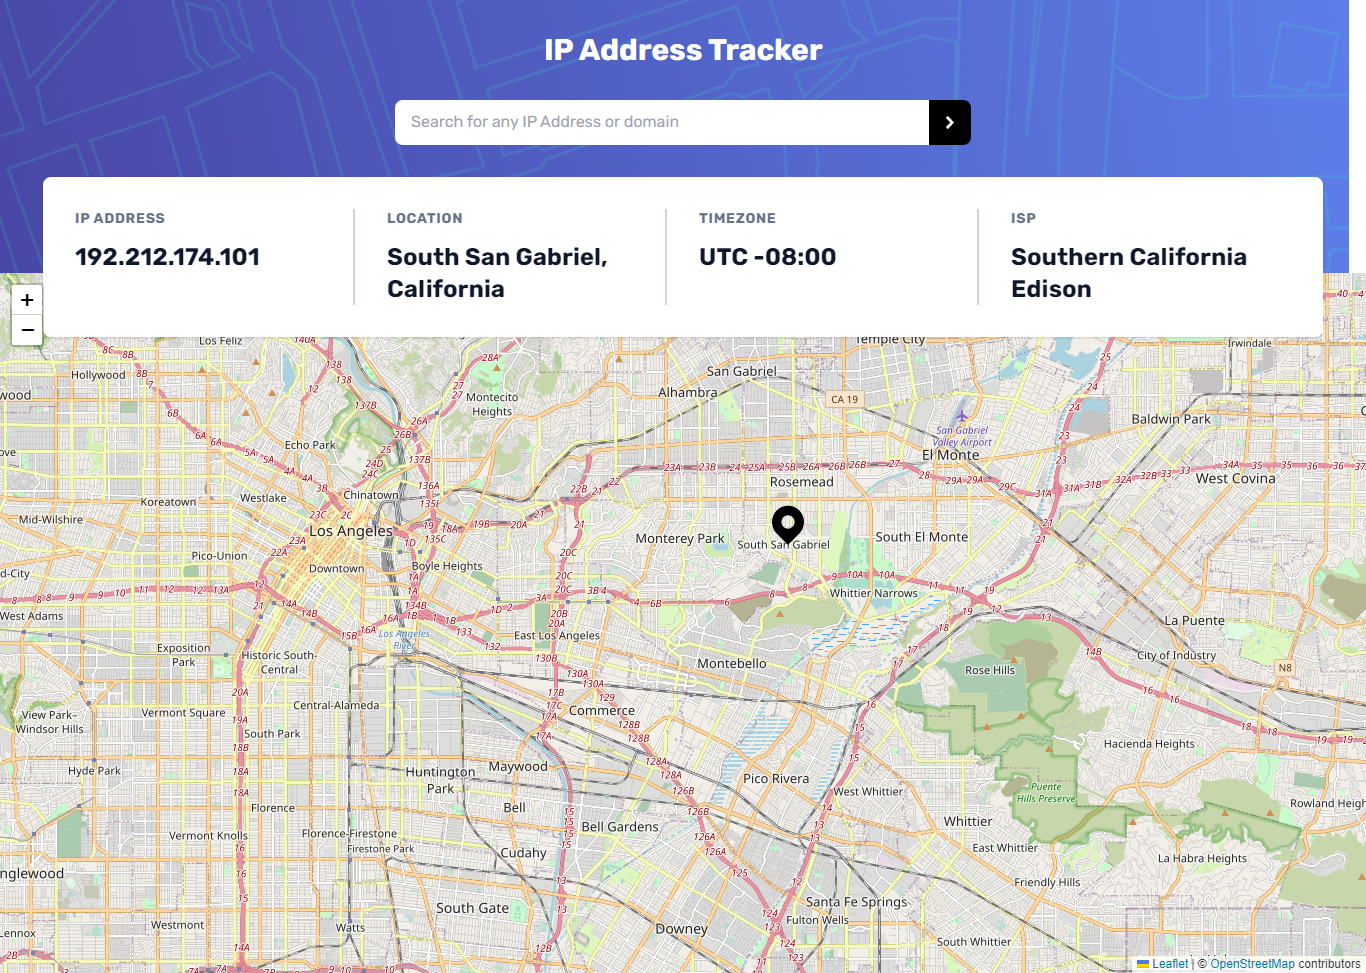 IP Address Tracker
Search for any IP Address or domain
IP ADDRESS
192.212.174.101
LOCATION
South San Gabriel,
California
TIMEZONE
UTC -08:00
ISP
Southern California
Edison
+
−
Los Feliz
Temple City
Irwindale
Hollywood
San Gabriel
Montecito
Heights
Alhambra
CA 19
Baldwin Park
San Gabriel
Valley Airport
Echo Park
El Monte
Rosemead
West Covina
Koreatown
Westlake
Chinatown
Mid-Wilshire
Los Angeles
Monterey Park
South San Gabriel
South El Monte
Pico-Union
Downtown
Boyle Heights
Whittier Narrows
West Adams
La Puente
Los Angeles
River
East Los Angeles
Exposition
Park
Historic South-
Central
Montebello
City of Industry
Rose Hills
N8
View Park–
Windsor Hills
Vermont Square
Central-Alameda
Commerce
South Park
Hacienda Heights
Hyde Park
Huntington
Park
Maywood
Pico Rivera
Puente
Hills Preserve
West Whittier
Florence
Bell
Rowland Heigh
Vermont Knolls
Florence-Firestone
Bell Gardens
Whittier
Firestone Park
Cudahy
East Whittier
La Habra Heights
nglewood
Friendly Hills
South Gate
Santa Fe Springs
Fulton Wells
Westmont
Watts
Downey
Lennox
South Whittier
Leaflet | © OpenStreetMap contributors